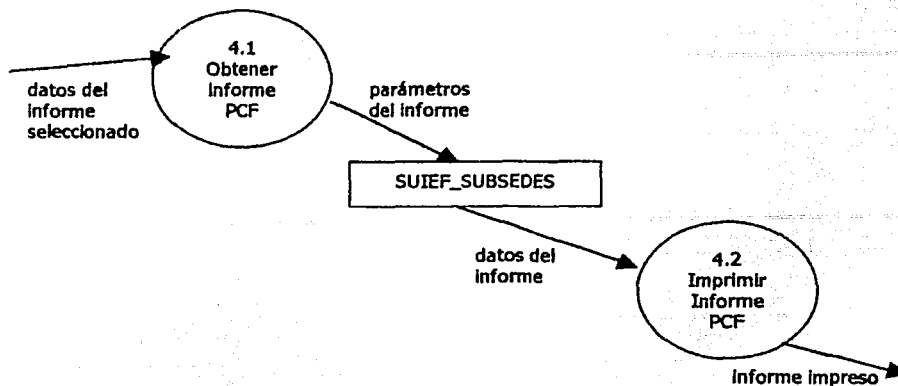 4.1
Obtener
Informe
PCF
datos del
informe
seleccionado
parámetros
del informe
SUIEF_SUBSEDES
datos del
informe
4.2
Imprimir
Informe
PCF
informe impreso